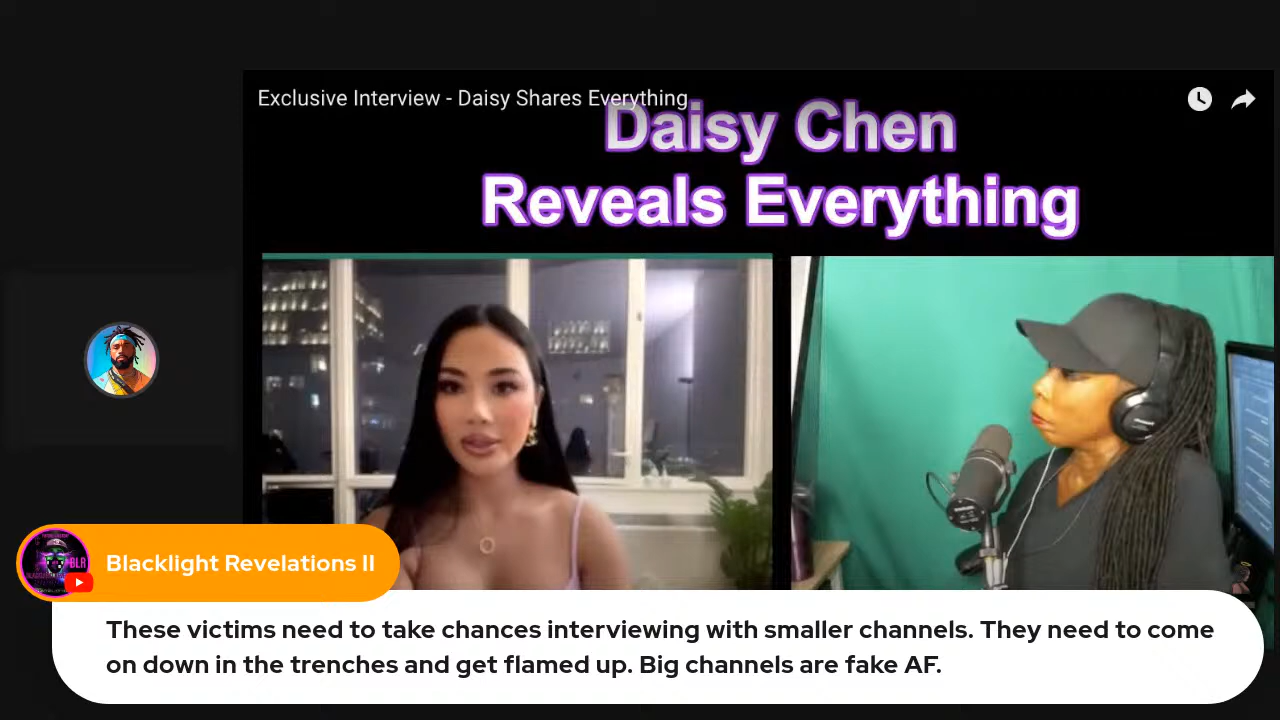 Exclusive Interview - Daisy Shares Everything
Daisy Chen
Reveals Everything
BLR
Blacklight Revelations II
These victims need to take chances interviewing with smaller channels. They need to come
on down in the trenches and get flamed up. Big channels are fake AF.